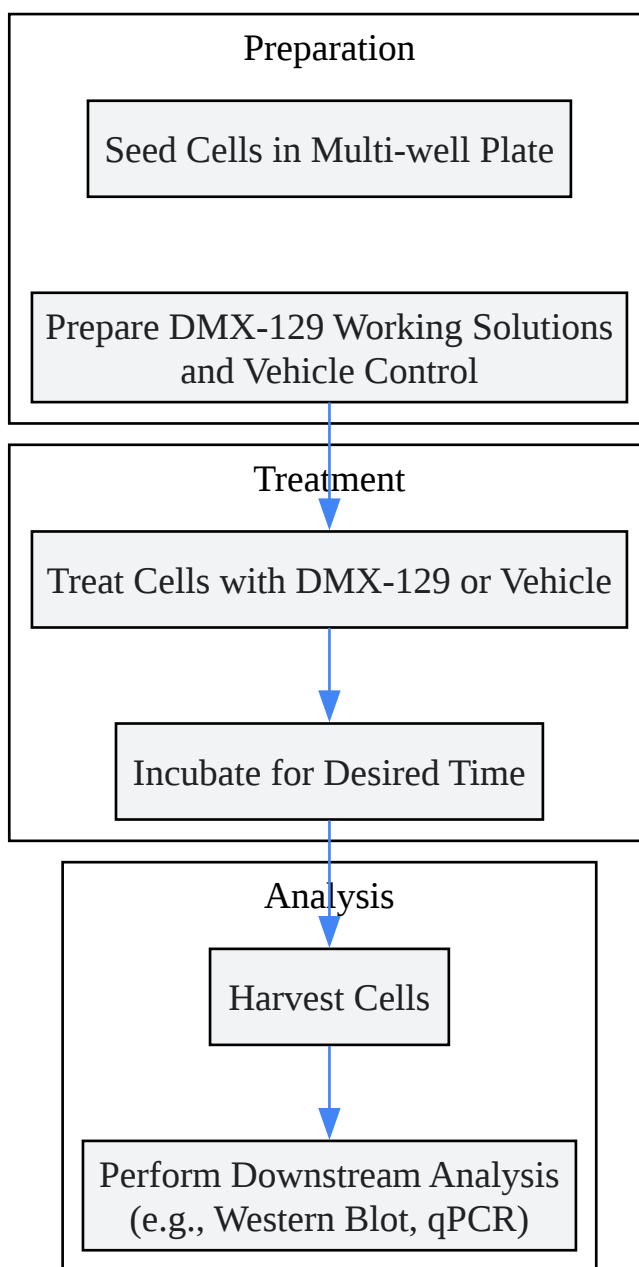 Preparation
Seed Cells in Multi-well Plate
Prepare DMX-129 Working Solutions
and Vehicle Control
Treatment
Treat Cells with DMX-129 or Vehicle
Incubate for Desired Time
Analysis
Harvest Cells
Perform Downstream Analysis
(e.g., Western Blot, qPCR)